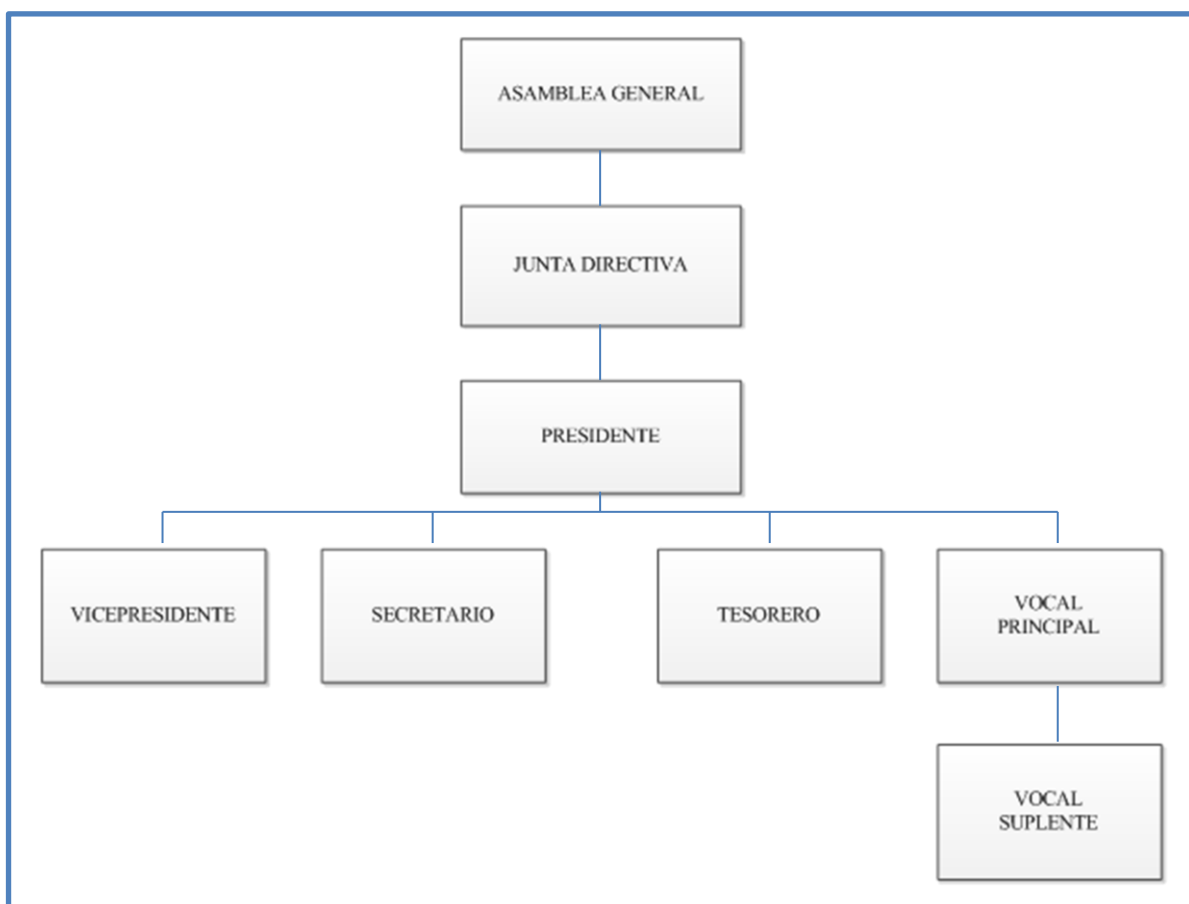 ASAMBLEA GENERAL
JUNTA DIRECTIVA
PRESIDENTE
VICEPRESIDENTE
SECRETARIO
TESORERO
VOCAL
PRINCIPAL
VOCAL
SUPLENTE